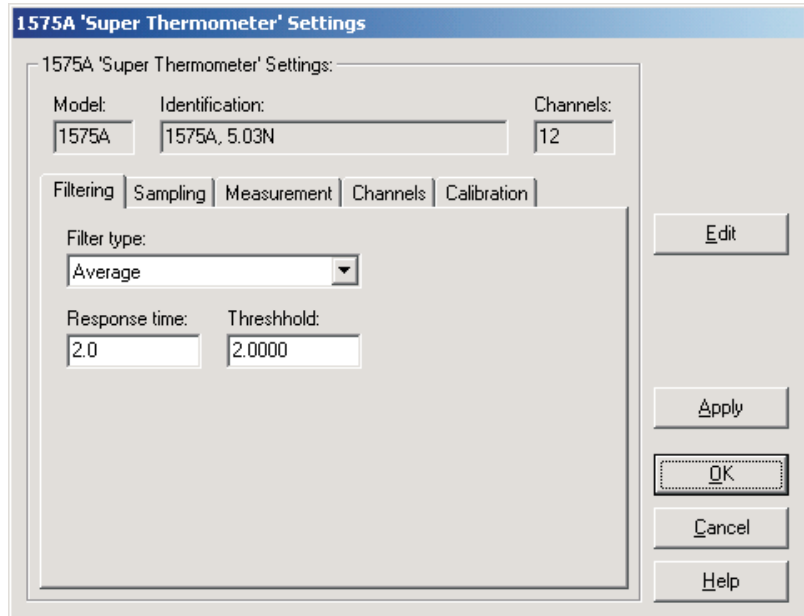 1575A 'Super Thermometer' Settings
1575A 'Super Thermometer' Settings:
Model: Identification: Channels:
1575A 1575A, 5.03N 12
Filtering Sampling Measurement Channels Calibration
Filter type:
Average
Response time: Threshhold:
2.0 2.0000
Edit
Apply
OK
Cancel
Help